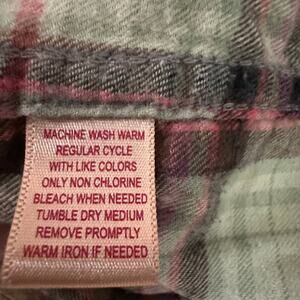 MACHINE WASH WARM
REGULAR CYCLE
WITH LIKE COLORS
ONLY NON CHLORINE
BLEACH WHEN NEEDED
TUMBLE DRY MEDIUM
REMOVE PROMPTLY
WARM IRON IF NEEDED